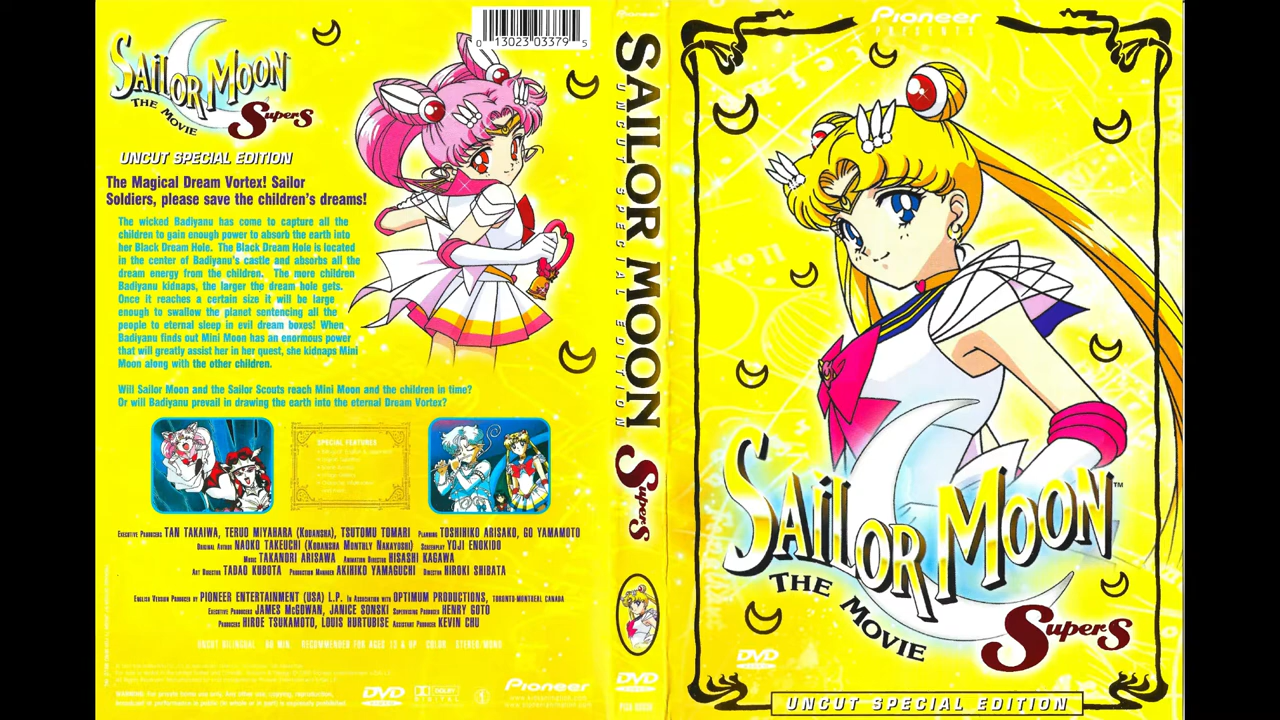 SAILOR MOON
THE MOVIE
SuperS
UNCUT SPECIAL EDITION
The Magical Dream Vortex! Sailor
Soldiers, please save the children's dreams!
The wicked Badiyanu has come to capture all the
children to gain enough power to absorb the earth into
her Black Dream Hole. The Black Dream Hole is located
in the center of Badiyanu's castle and absorbs all the
dream energy from the children. The more children
Badiyanu kidnaps, the larger the dream hole gets.
Once it reaches a certain size it will be large
enough to swallow the planet sentencing all the
people to eternal sleep in evil dream boxes! When
Badiyanu finds out Mini Moon has an enormous power
that will greatly assist her in her quest, she kidnaps Mini
Moon along with the other children.
Will Sailor Moon and the Sailor Scouts reach Mini Moon and the children in time?
Or will Badiyanu prevail in drawing the earth into the eternal Dream Vortex?
SPECIAL FEATURES
EXECUTIVE PRODUCERS TAN TAKAIWA, TERUO MIYAHARA (KODANSHA), TSUTOMU TOMARI PLANNING TOSHIHIKO ARISAKO, GO YAMAMOTO
ORIGINAL AUTHOR NAOKO TAKEUCHI (KODANSHA MONTHLY NAKAYOSHI) SCREENPLAY YOJI ENOKIDO
MUSIC TAKANORI ARISAWA ANIMATION DIRECTOR HISASHI KAGAWA
ART DIRECTOR TADAO KUBOTA PRODUCTION MANAGER AKIHIKO YAMAGUCHI DIRECTOR HIROKI SHIBATA
ENGLISH VERSION PRODUCED BY PIONEER ENTERTAINMENT (USA) L.P. IN ASSOCIATION WITH OPTIMUM PRODUCTIONS, TORONTO-MONTREAL CANADA
EXECUTIVE PRODUCERS JAMES McGOWAN, JANICE SONSKI SUPERVISING PRODUCER HENRY GOTO
PRODUCERS HIROE TSUKAMOTO, LOUIS HURTUBISE ASSISTANT PRODUCER KEVIN CHU
UNCUT BILINGUAL 60 MIN. RECOMMENDED FOR AGES 13 & UP COLOR STEREO/MONO
DVD
DOLBY
Pioneer
0 13023 03379 5
Pioneer
SAILOR MOON
UNCUT SPECIAL EDITION
SuperS
DVD
Pioneer
PRESENTS
SAILOR MOON™
THE MOVIE
SuperS
DVD
VIDEO
UNCUT SPECIAL EDITION